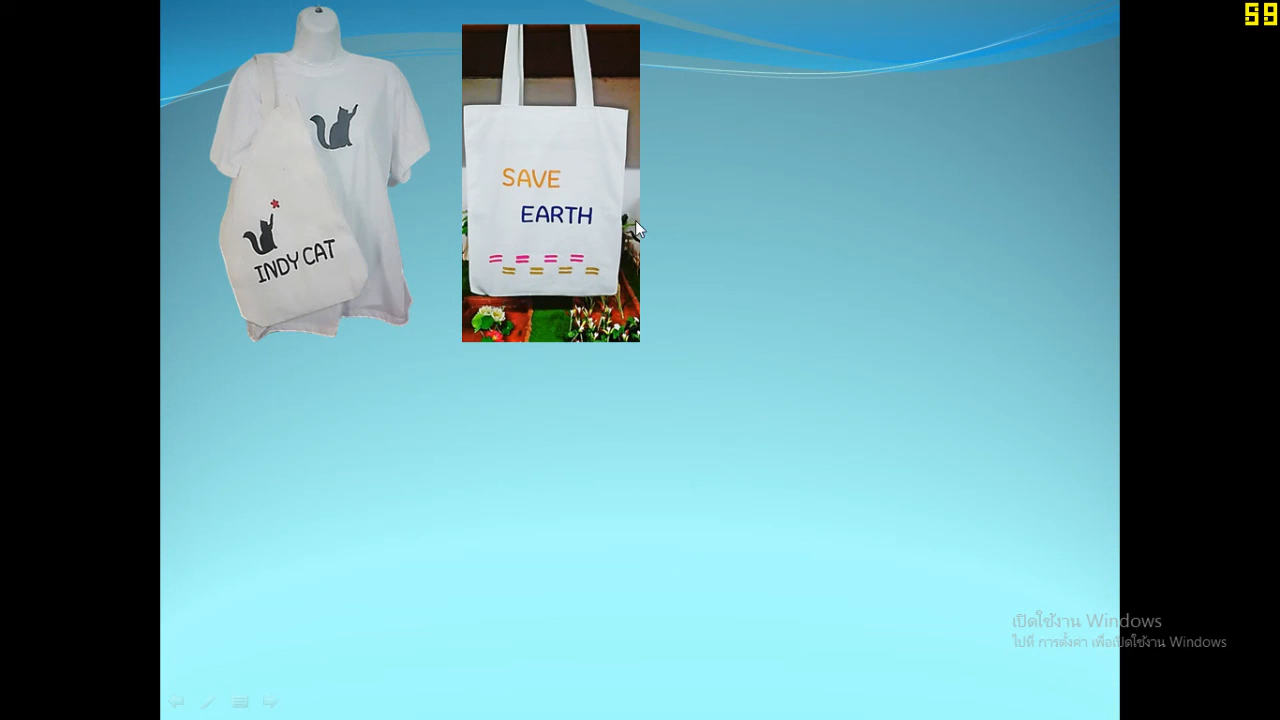 59
SAVE
EARTH
INDY CAT
เปิดใช้งาน Windows
ไปที่ การตั้งค่า เพื่อเปิดใช้งาน Windows